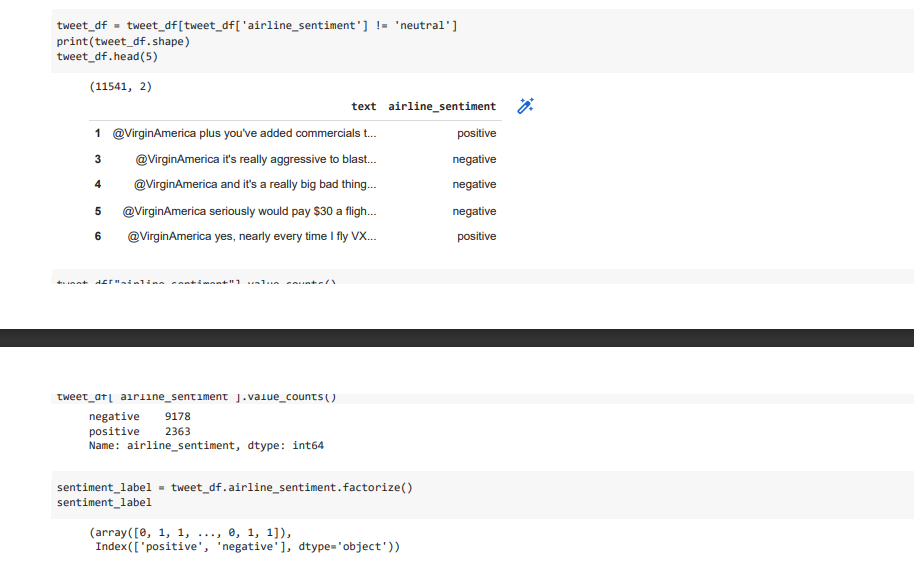 tweet_df = tweet_df[tweet_df['airline_sentiment'] != 'neutral']
print(tweet_df.shape)
tweet_df.head(5)
(11541, 2)
text airline_sentiment
1 @VirginAmerica plus you've added commercials t... positive
3 @VirginAmerica it's really aggressive to blast... negative
4 @VirginAmerica and it's a really big bad thing... negative
5 @VirginAmerica seriously would pay $30 a fligh... negative
6 @VirginAmerica yes, nearly every time I fly VX... positive
tweet_df["airline_sentiment"].value_counts()
tweet_df["airline_sentiment"].value_counts()
negative 9178
positive 2363
Name: airline_sentiment, dtype: int64
sentiment_label = tweet_df.airline_sentiment.factorize()
sentiment_label
(array([0, 1, 1, ..., 0, 1, 1]),
Index(['positive', 'negative'], dtype='object'))